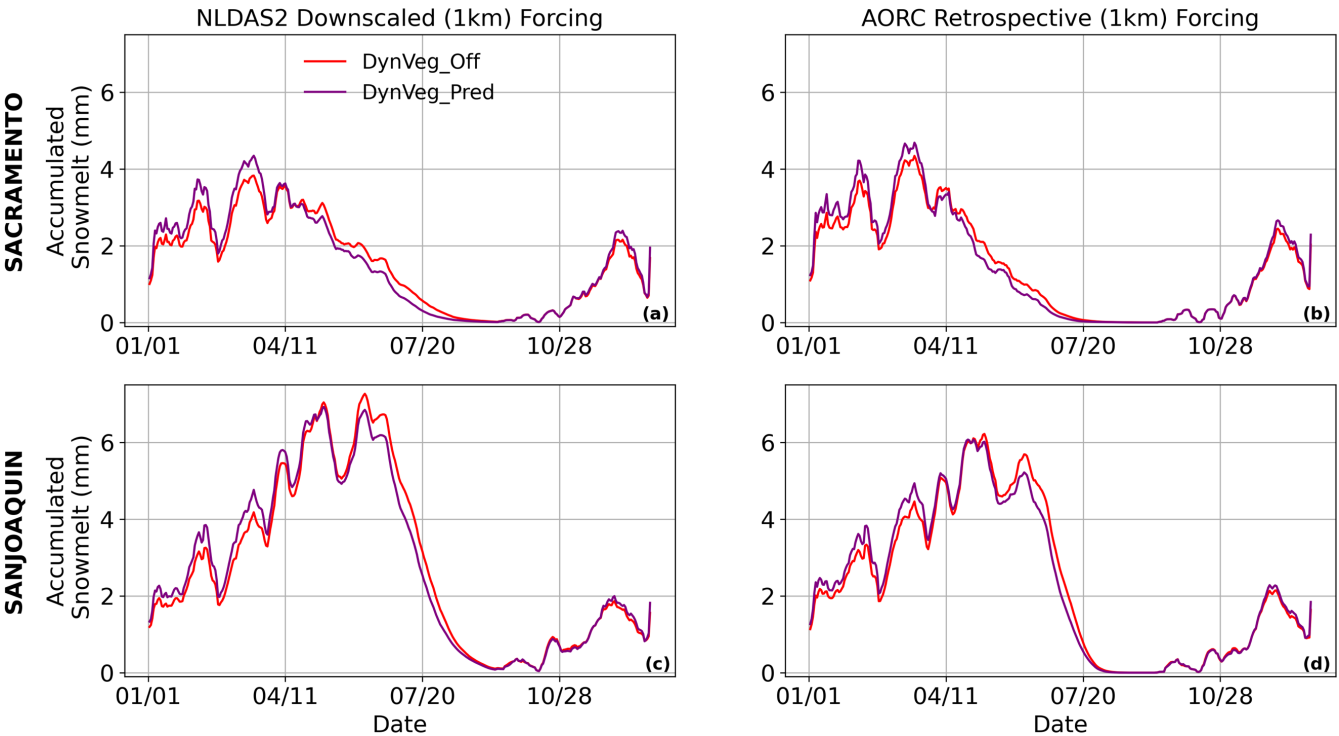 NLDAS2 Downscaled (1km) Forcing
AORC Retrospective (1km) Forcing
SACRAMENTO
Accumulated
Snowmelt (mm)
6
4
2
0
DynVeg_Off
DynVeg_Pred
(a)
01/01
04/11
07/20
10/28
6
4
2
0
(b)
01/01
04/11
07/20
10/28
SANJOAQUIN
Accumulated
Snowmelt (mm)
6
4
2
0
(c)
01/01
04/11
07/20
10/28
Date
6
4
2
0
(d)
01/01
04/11
07/20
10/28
Date